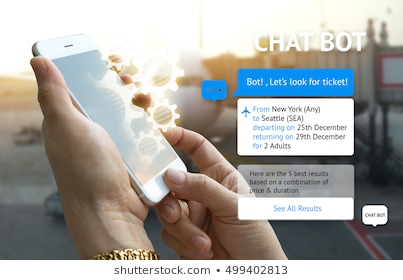 CHAT BOT
Bot! , Let's look for ticket!
From New York (Any)
to Seattle (SEA)
departing on 25th December
returning on 29th December
for 2 Adults
Here are the 5 best results
based on a combination of
price & duration.
See All Results
CHAT BOT
shutterstock.com • 499402813